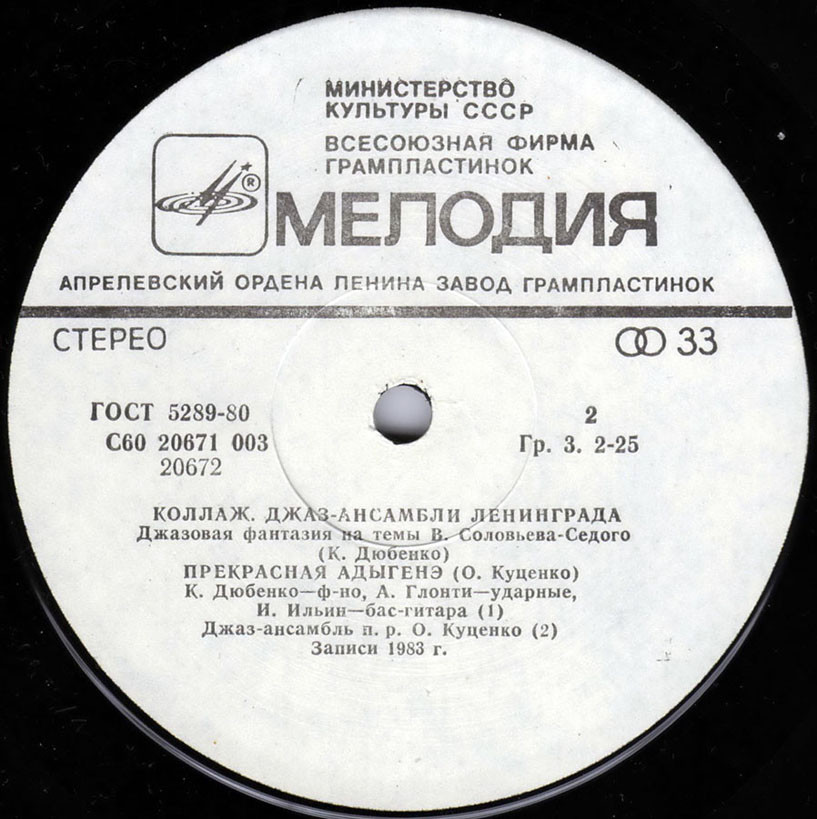 МИНИСТЕРСТВО
КУЛЬТУРЫ СССР
ВСЕСОЮЗНАЯ ФИРМА
ГРАМПЛАСТИНОК
®
МЕЛОДИЯ
АПРЕЛЕВСКИЙ ОРДЕНА ЛЕНИНА ЗАВОД ГРАМПЛАСТИНОК
СТЕРЕО 33
ГОСТ 5289-80 2
С60 20671 003 Гр. 3. 2-25
20672
КОЛЛАЖ. ДЖАЗ-АНСАМБЛИ ЛЕНИНГРАДА
Джазовая фантазия на темы В. Соловьева-Седого
(К. Дюбенко)
ПРЕКРАСНАЯ АДЫГЕНЭ (О. Куценко)
К. Дюбенко—ф-но, А. Глонти—ударные,
И. Ильин—бас-гитара (1)
Джаз-ансамбль п. р. О. Куценко (2)
Записи 1983 г.